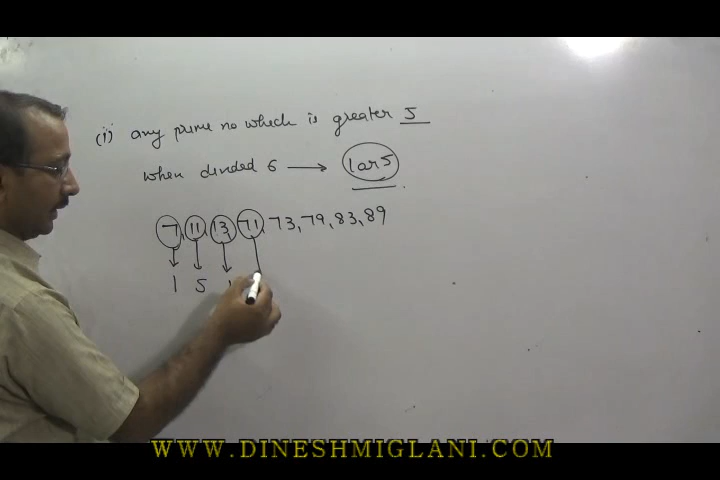 (i) any prime no which is greater 5
when divided 6 → 1 or 5
7, 11, 13, 71, 73, 79, 83, 89
1 5
WWW.DINESHMIGLANI.COM